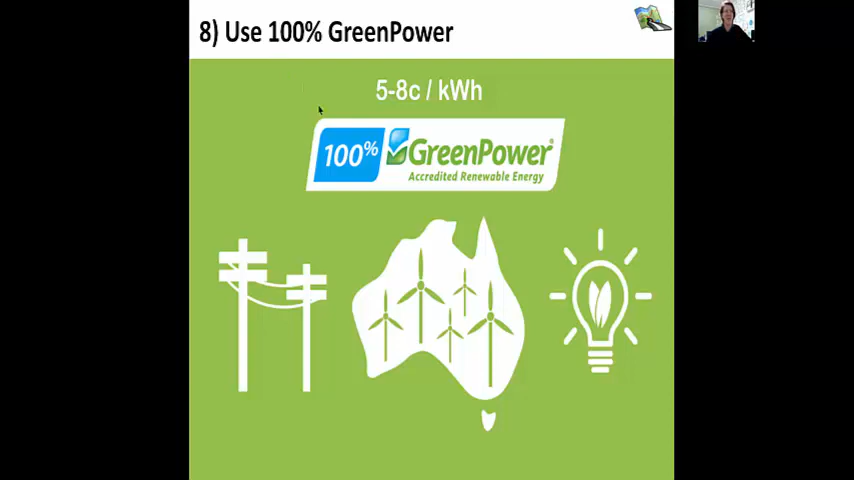 8) Use 100% GreenPower
5-8c / kWh
100% GreenPower®
Accredited Renewable Energy